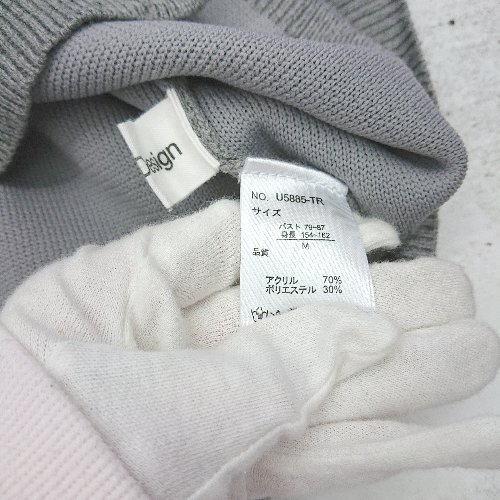 Design
NO. U5885-TR
サイズ
バスト 79~87
身長 154~162
M
品質
アクリル 70%
ポリエステル 30%